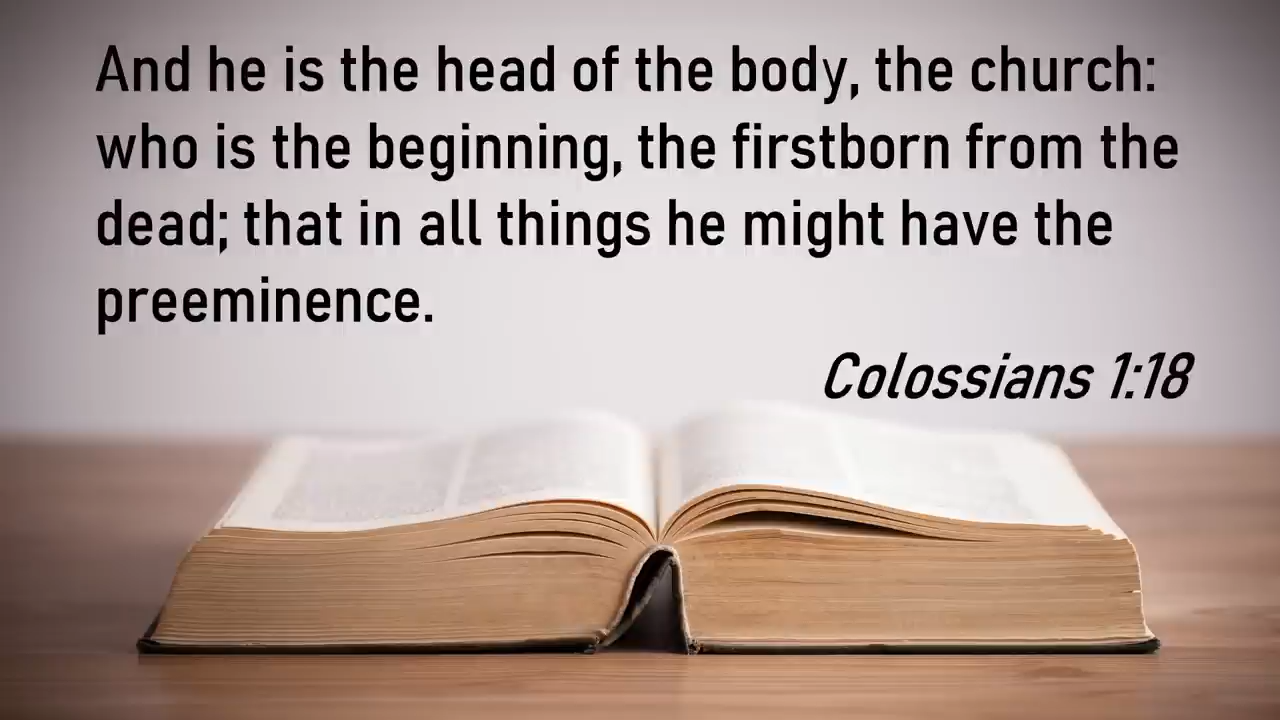 And he is the head of the body, the church:
who is the beginning, the firstborn from the
dead; that in all things he might have the
preeminence.
Colossians 1:18